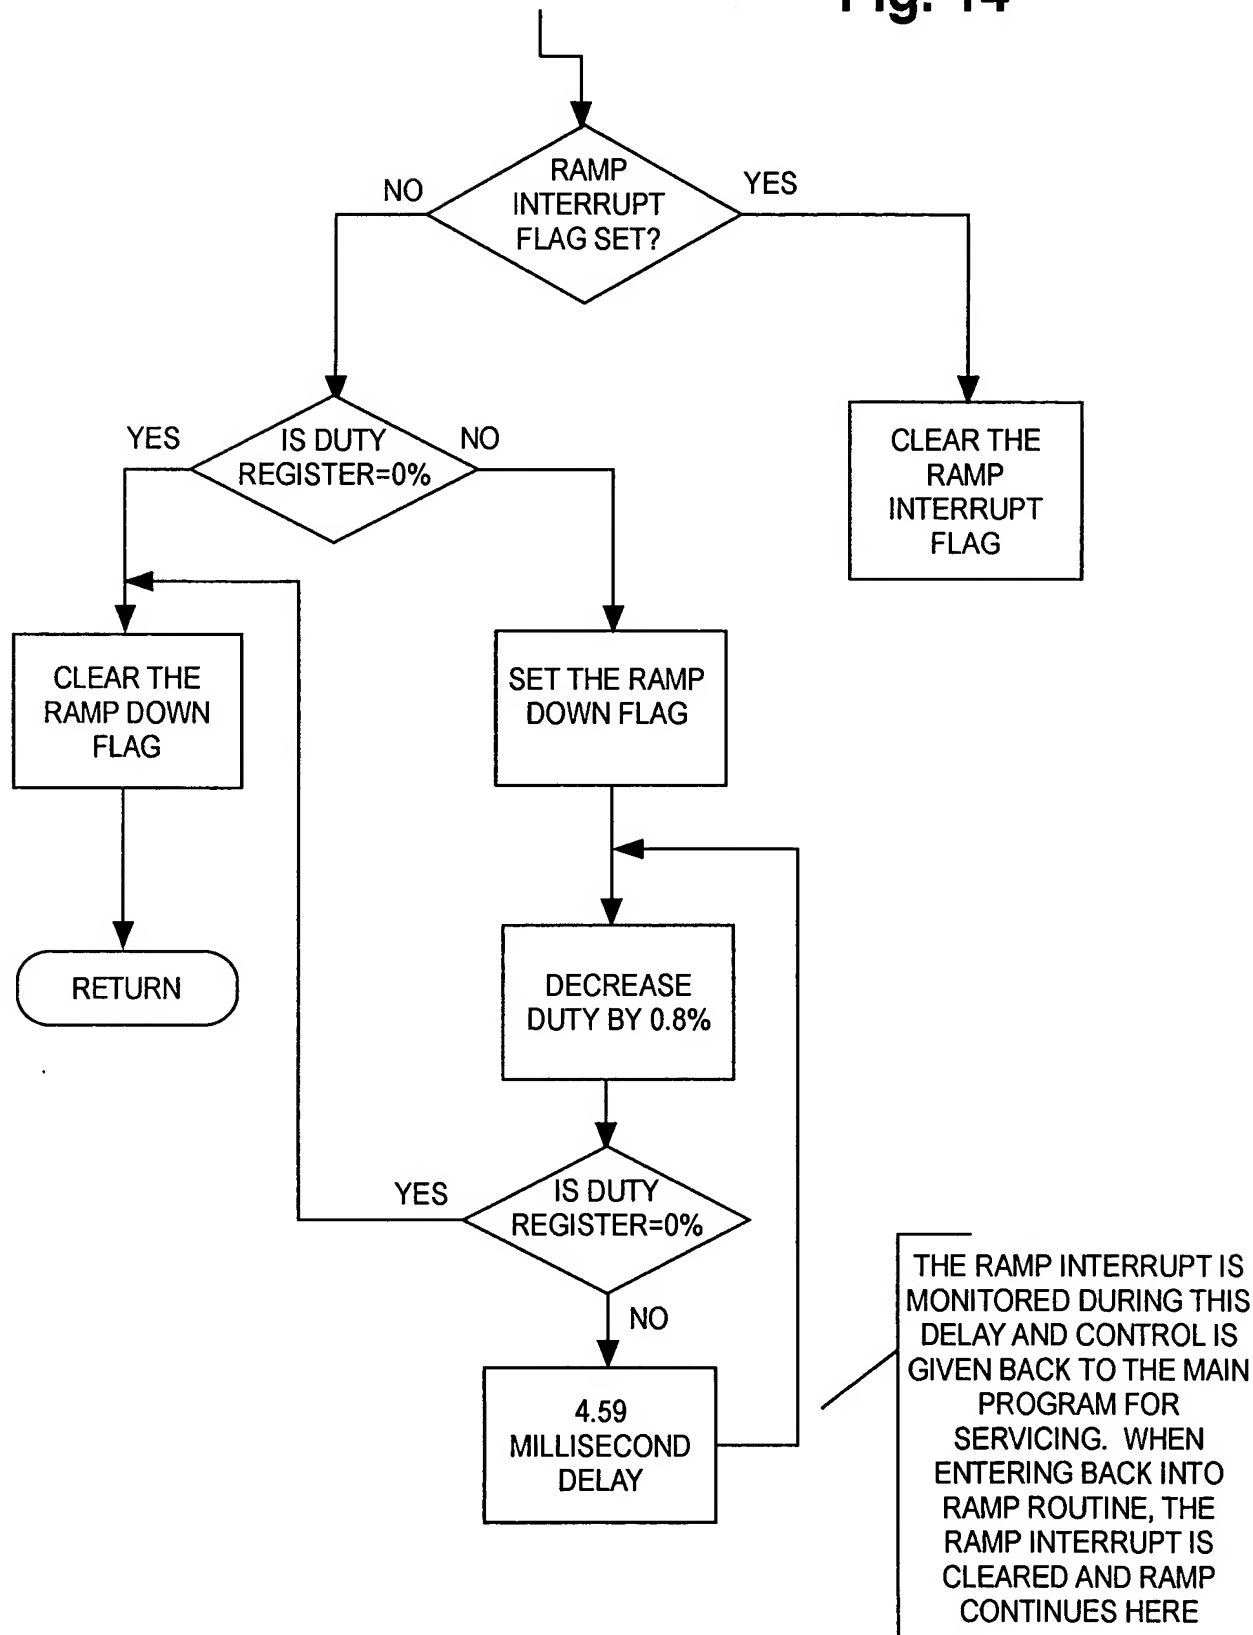 Fig. 14
RAMP
INTERRUPT
FLAG SET?
NO
YES
IS DUTY
REGISTER=0%
YES
NO
CLEAR THE
RAMP
INTERRUPT
FLAG
CLEAR THE
RAMP DOWN
FLAG
SET THE RAMP
DOWN FLAG
RETURN
DECREASE
DUTY BY 0.8%
IS DUTY
REGISTER=0%
YES
NO
4.59
MILLISECOND
DELAY
THE RAMP INTERRUPT IS
MONITORED DURING THIS
DELAY AND CONTROL IS
GIVEN BACK TO THE MAIN
PROGRAM FOR
SERVICING. WHEN
ENTERING BACK INTO
RAMP ROUTINE, THE
RAMP INTERRUPT IS
CLEARED AND RAMP
CONTINUES HERE